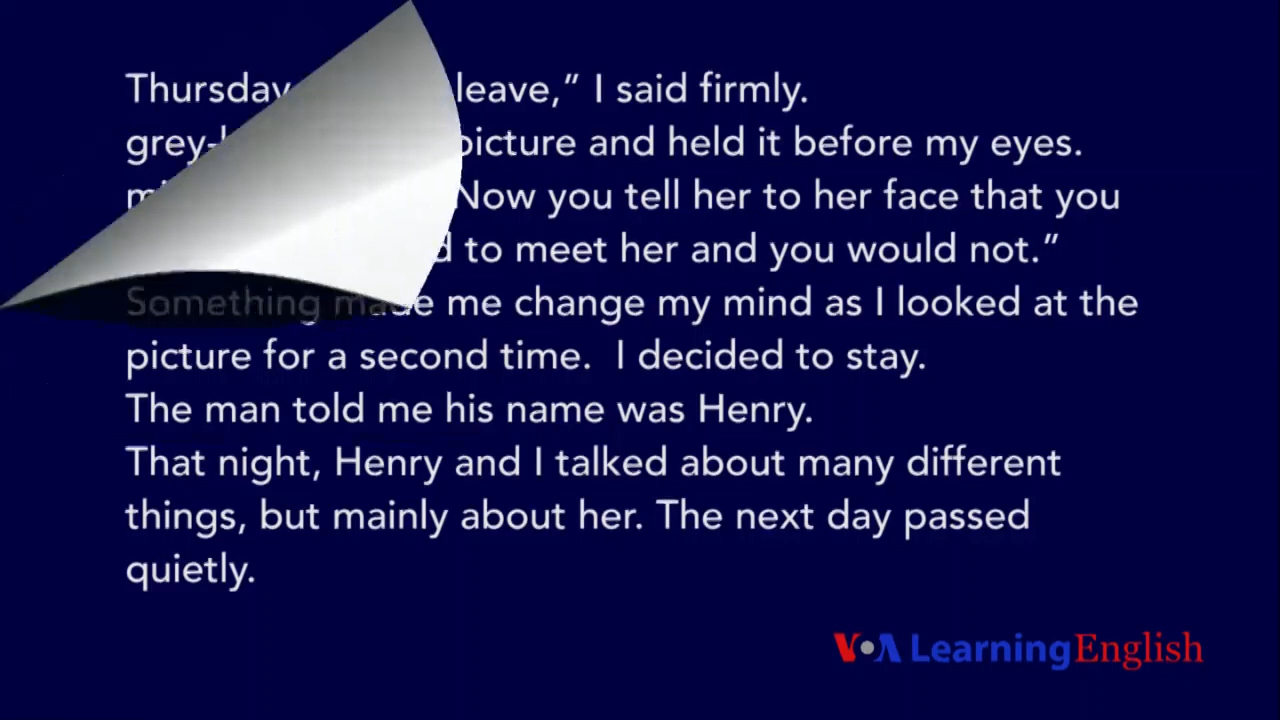 Thursday leave,” I said firmly.
picture and held it before my eyes.
Now you tell her to her face that you
to meet her and you would not.”
Something made me change my mind as I looked at the
picture for a second time. I decided to stay.
The man told me his name was Henry.
That night, Henry and I talked about many different
things, but mainly about her. The next day passed
quietly.
VOA Learning English